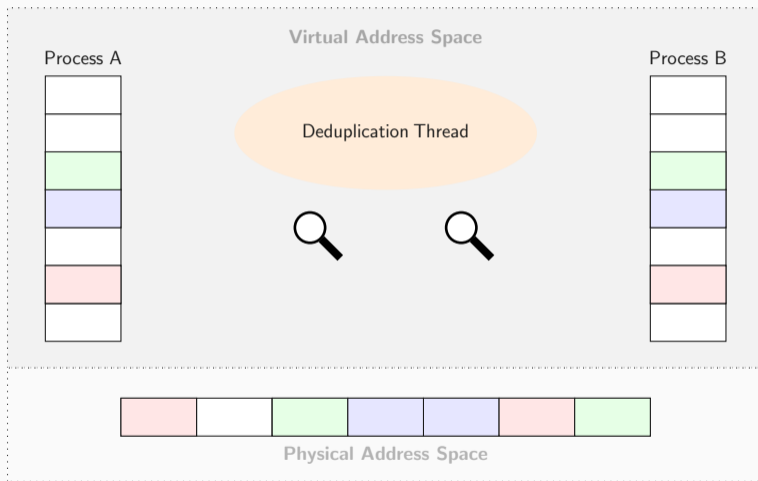 Virtual Address Space
Process A
Process B
Deduplication Thread
Physical Address Space